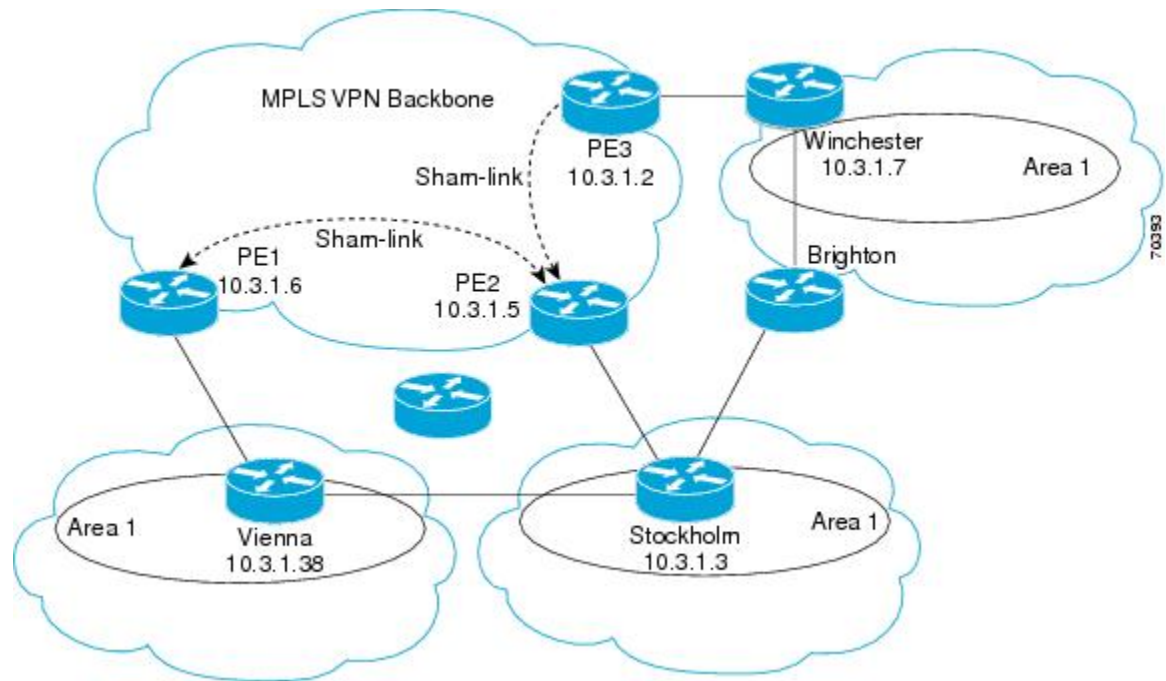 MPLS VPN Backbone
PE3
10.3.1.2
Winchester
10.3.1.7
Area 1
Sham-link
Sham-link
PE1
10.3.1.6
PE2
10.3.1.5
Brighton
70393
Area 1
Vienna
10.3.1.38
Stockholm
10.3.1.3
Area 1